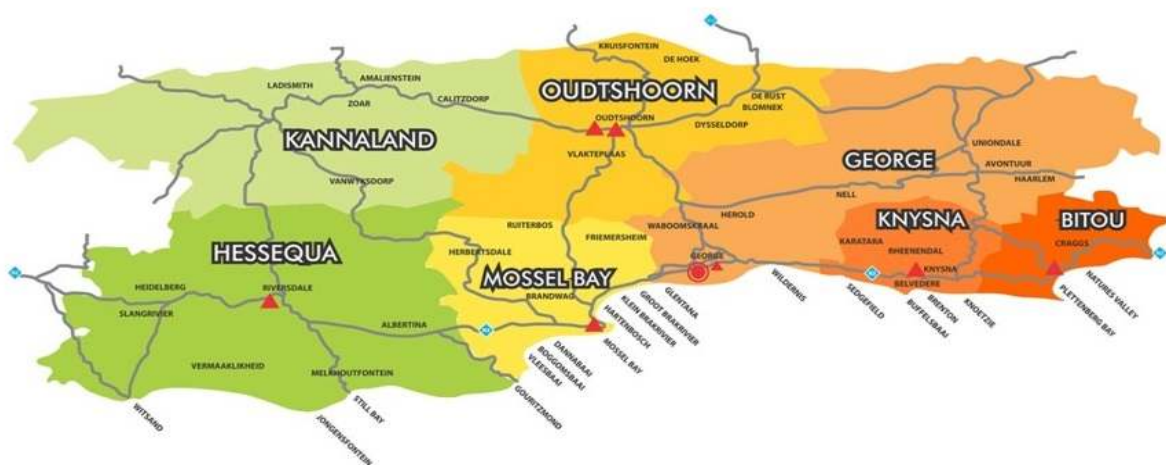 KRUISFONTEIN
DE HOEK
LADISMITH
AMALIENSTEIN
ZOAR
CALITZDORP
OUDTSHOORN
OUDTSHOORN
DE RUST
BLOMNEK
DYSSELDORP
KANNALAND
VLAKTEPLAAS
VANWYKSDORP
UNIONDALE
GEORGE
AVONTUUR
HAARLEM
NELL
HEROLD
RUITERBOS
WABOOMSKRAAL
KNYSNA
BITOU
FRIEMERSHEIM
KARATARA
RHEENENDAL
CRAGGS
HESSEQUA
HERBERTSDALE
GEORGE
MOSSEL BAY
BRANDWAG
WILDERNIS
KNYSNA
BELVEDERE
HEIDELBERG
RIVERSDALE
SLANGRIVIER
ALBERTINA
VERMAAKLIKHEID
MELKHOUTFONTEIN
WITSAND
JONGENSFONTEIN
STILL BAY
GOURITZMOND
VLEESBAAI
BOGGOMSBAAI
DANNABAAI
MOSSEL BAY
HARTENBOSCH
KLEIN BRAKRIVIER
GROOT BRAKRIVIER
GLENTANA
SEDGEFIELD
BUFFELSBAAI
BRENTON
KNOETZIE
PLETTENBERG BAY
NATURES VALLEY